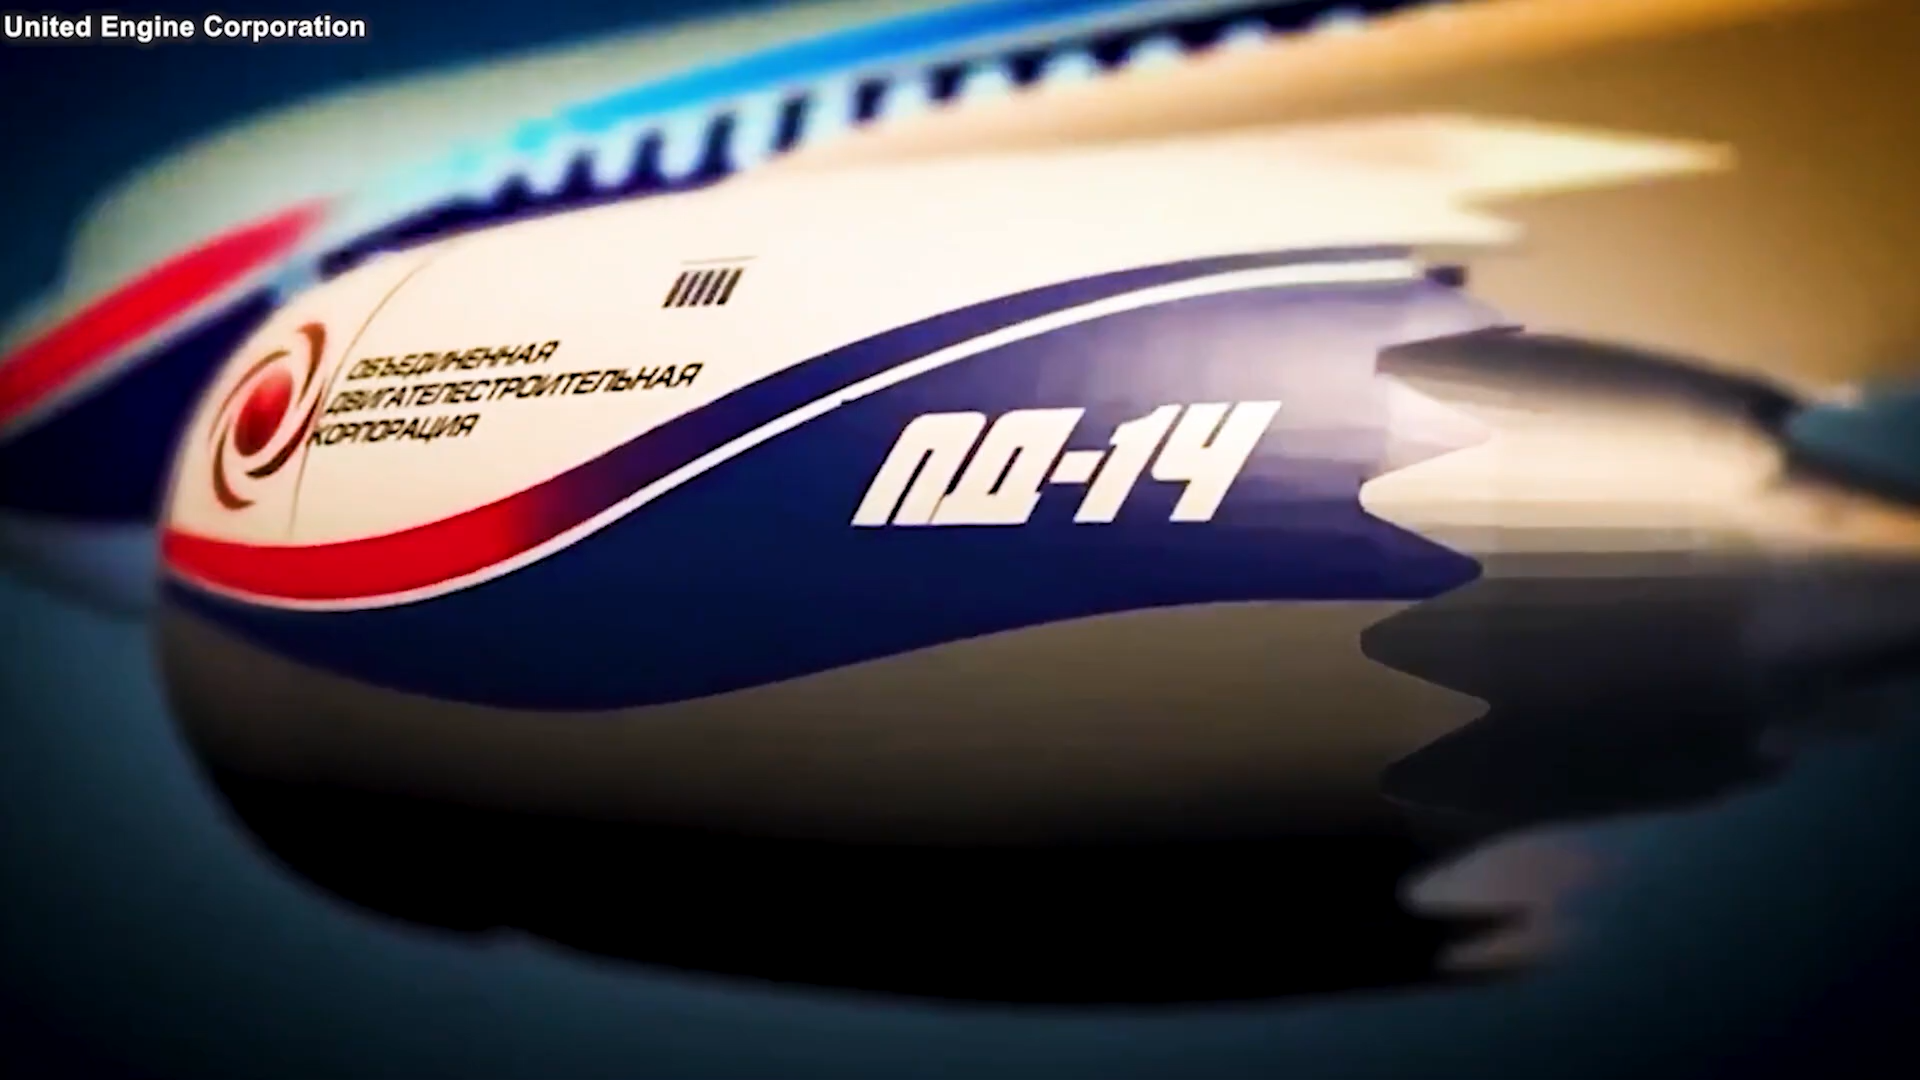 United Engine Corporation
ОБЪЕДИНЕННАЯ
ДВИГАТЕЛЕСТРОИТЕЛЬНАЯ
КОРПОРАЦИЯ
ПД-14